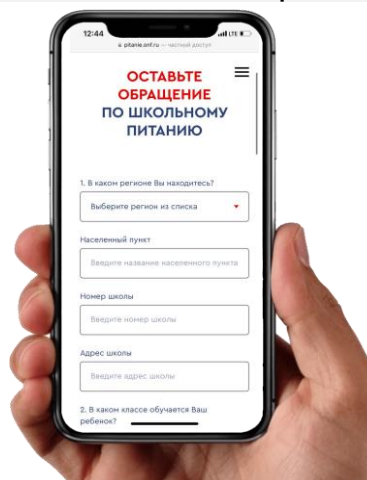 12:44
LTE
pitanie.onf.ru — частный доступ
ОСТАВЬТЕ
ОБРАЩЕНИЕ
ПО ШКОЛЬНОМУ
ПИТАНИЮ
1. В каком регионе Вы находитесь?
Выберите регион из списка
Населенный пункт
Введите название населенного пункта
Номер школы
Введите номер школы
Адрес школы
Введите адрес школы
2. В каком классе обучается Ваш
ребенок?